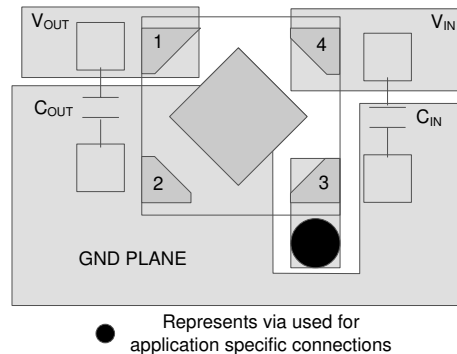 VOUT
1
4
VIN
COUT
CIN
2
3
GND PLANE
Represents via used for
application specific connections